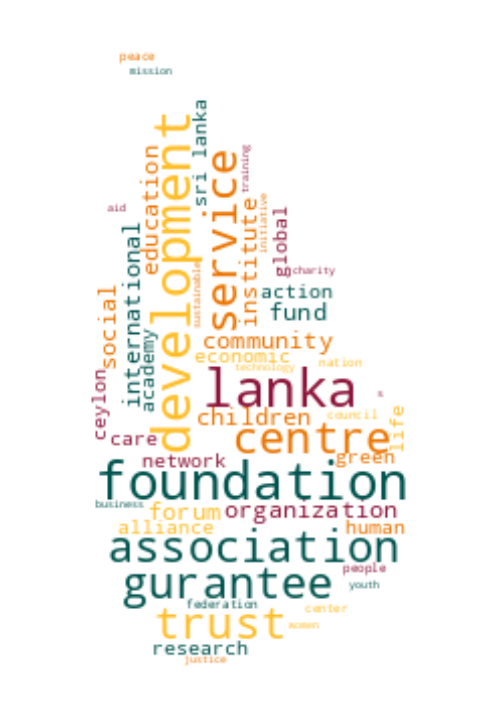 peace
mission
sri lanka
development
education
service
training
aid
institute
initiative
global
international
sustainable
charity
social
action
fund
academy
community
economic
nation
technology
ceylon
lanka
s
children
council
life
care
centre
network
green
foundation
business
forum
organization
alliance
human
association
people
gurantee
youth
federation
center
trust
women
research
justice